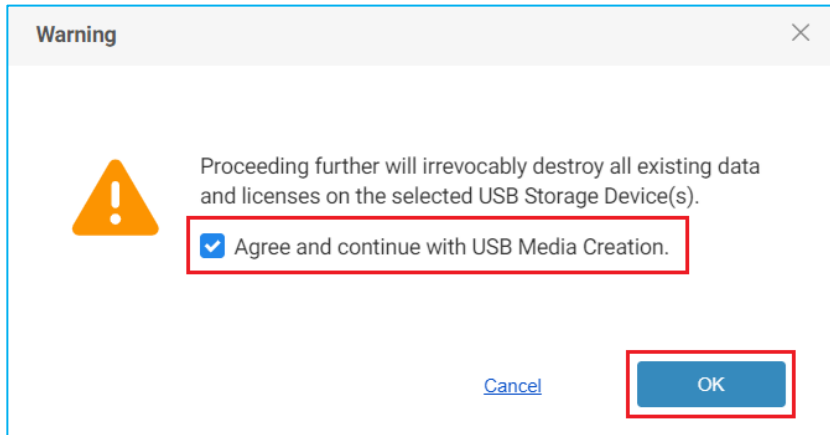 Warning
Proceeding further will irrevocably destroy all existing data
and licenses on the selected USB Storage Device(s).
Agree and continue with USB Media Creation.
Cancel
OK